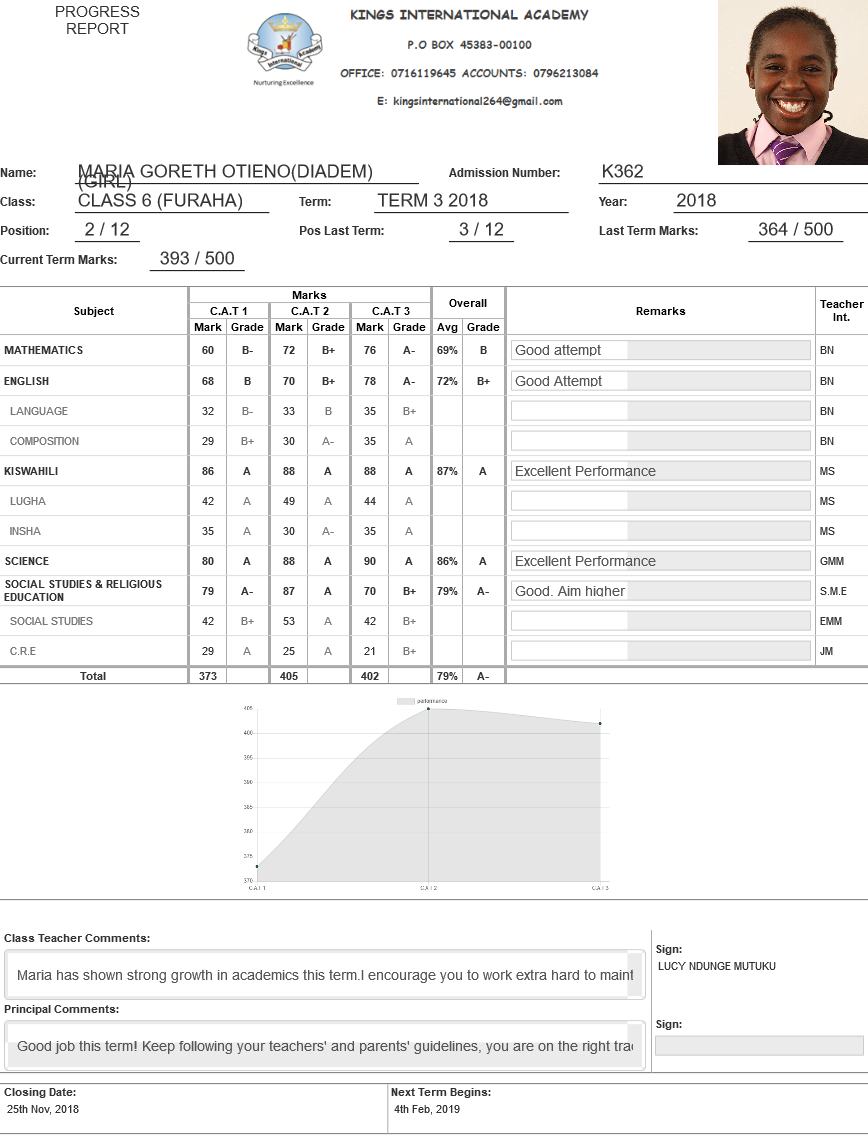 PROGRESS
REPORT
KINGS INTERNATIONAL ACADEMY
P.O BOX 45383-00100
OFFICE: 0716119645 ACCOUNTS: 0796213084
E: kingsinternational264@gmail.com
Kings International Academy
Nurturing Excellence
Name: MARIA GORETH OTIENO(DIADEM) Admission Number: K362
(GIRL)
Class: CLASS 6 (FURAHA) Term: TERM 3 2018 Year: 2018
Position: 2 / 12 Pos Last Term: 3 / 12 Last Term Marks: 364 / 500
Current Term Marks: 393 / 500
Subject Marks Overall Remarks Teacher Int.
C.A.T 1 C.A.T 2 C.A.T 3
Mark Grade Mark Grade Mark Grade Avg Grade
MATHEMATICS 60 B- 72 B+ 76 A- 69% B Good attempt BN
ENGLISH 68 B 70 B+ 78 A- 72% B+ Good Attempt BN
LANGUAGE 32 B- 33 B 35 B+ BN
COMPOSITION 29 B+ 30 A- 35 A BN
KISWAHILI 86 A 88 A 88 A 87% A Excellent Performance MS
LUGHA 42 A 49 A 44 A MS
INSHA 35 A 30 A- 35 A MS
SCIENCE 80 A 88 A 90 A 86% A Excellent Performance GMM
SOCIAL STUDIES & RELIGIOUS
EDUCATION 79 A- 87 A 70 B+ 79% A- Good. Aim higher S.M.E
SOCIAL STUDIES 42 B+ 53 A 42 B+ EMM
C.R.E 29 A 25 A 21 B+ JM
Total 373 405 402 79% A-
performance
405
400
395
390
385
380
375
370
C.A.T 1 C.A.T 2 C.A.T 3
Class Teacher Comments:
Maria has shown strong growth in academics this term.I encourage you to work extra hard to maint
Sign:
LUCY NDUNGE MUTUKU
Principal Comments:
Good job this term! Keep following your teachers' and parents' guidelines, you are on the right trac
Sign:
Closing Date: Next Term Begins:
25th Nov, 2018 4th Feb, 2019